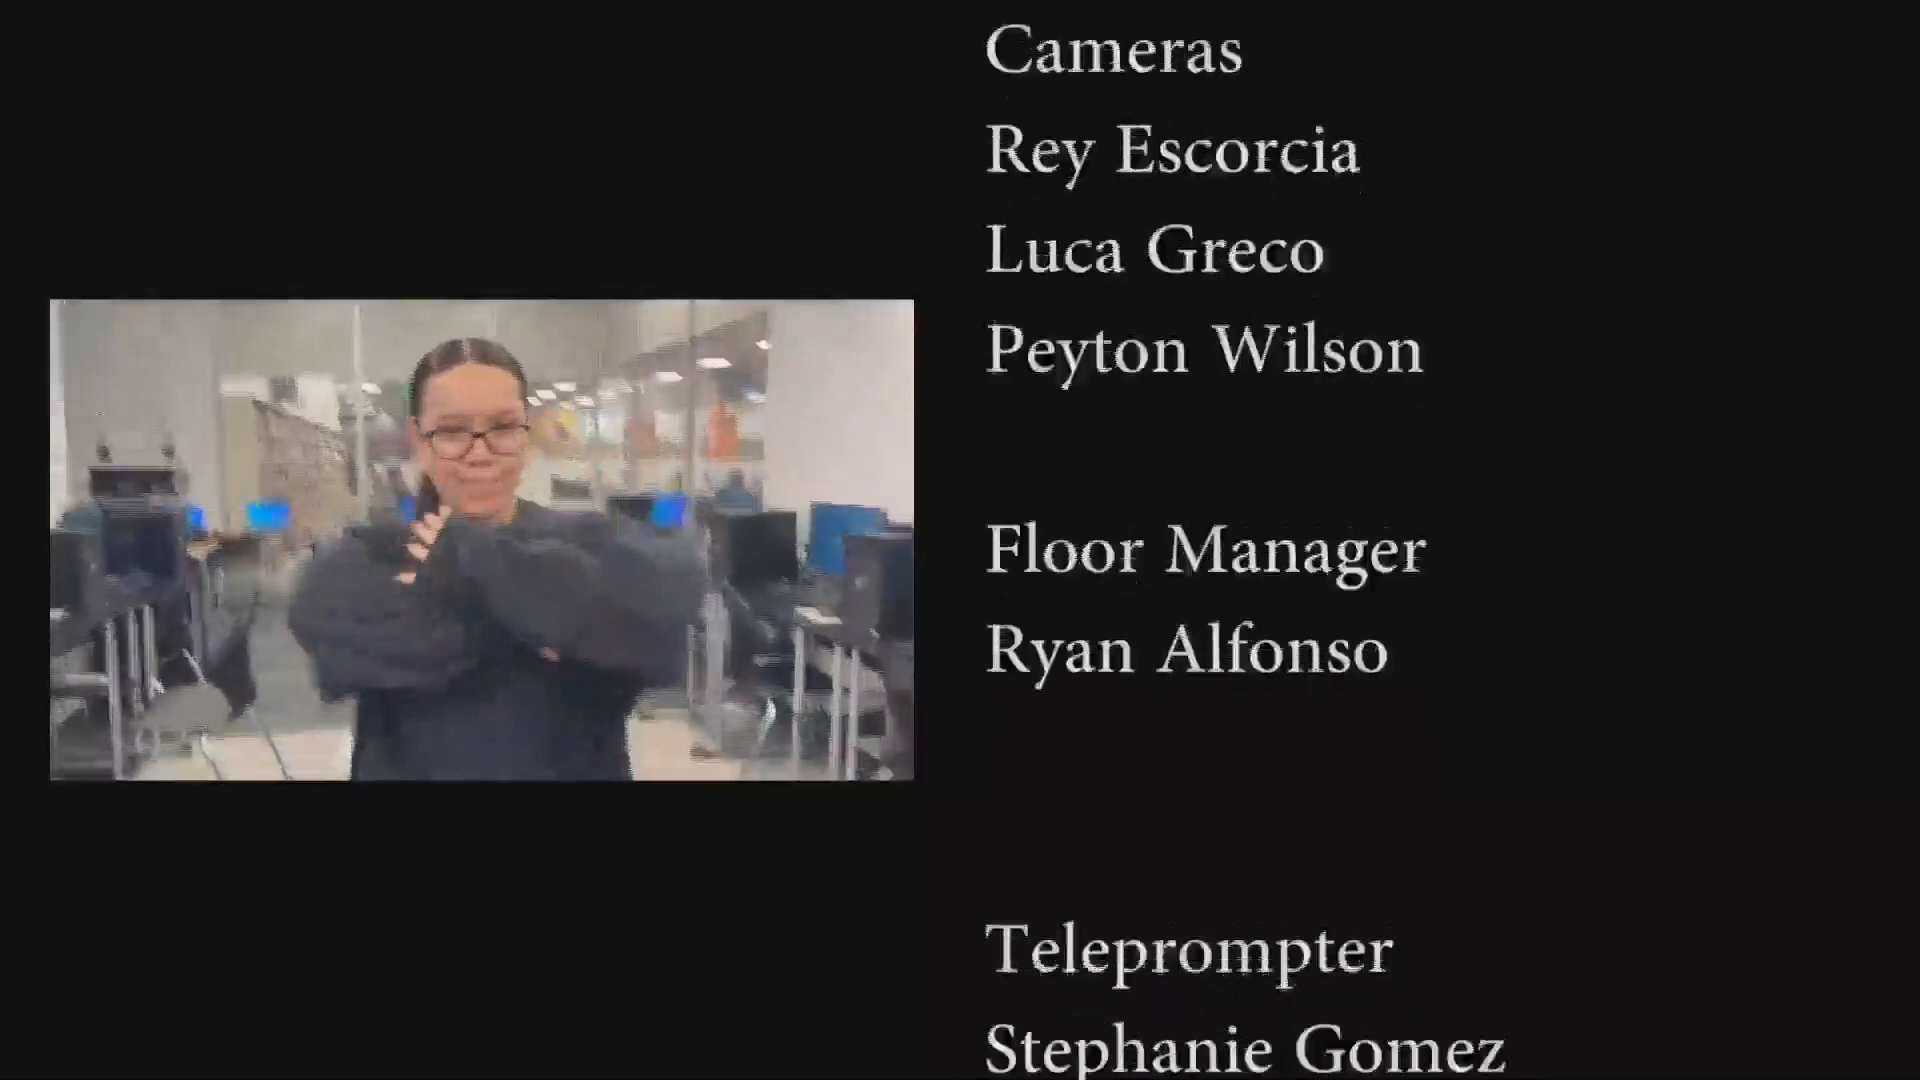 Cameras
Rey Escorcia
Luca Greco
Peyton Wilson
Floor Manager
Ryan Alfonso
Teleprompter
Stephanie Gomez